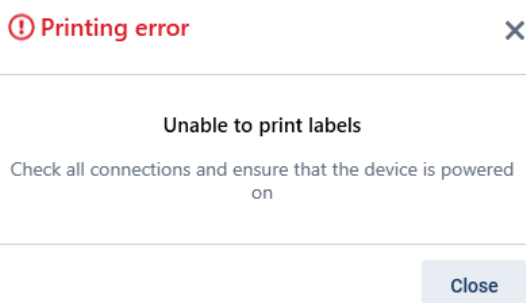 Printing error
Unable to print labels
Check all connections and ensure that the device is powered
on
Close